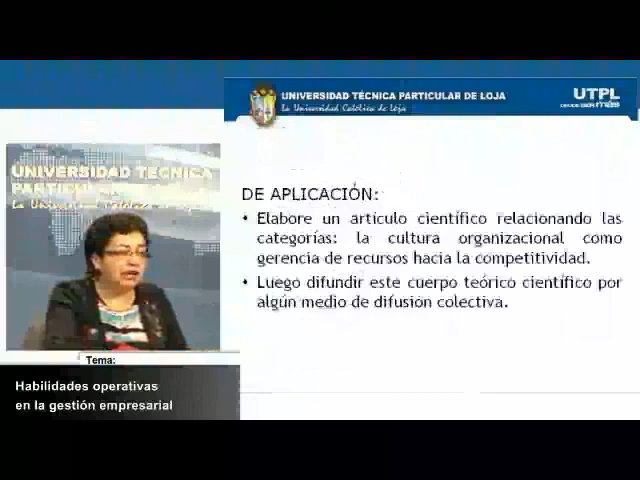 UNIVERSIDAD TÉCNICA PARTICULAR DE LOJA
La Universidad Católica de Loja
UTPL
UNIVERSIDAD TECNICA
DE APLICACIÓN:
• Elabore un artículo científico relacionando las
categorías: la cultura organizacional como
gerencia de recursos hacia la competitividad.
• Luego difundir este cuerpo teórico científico por
algún medio de difusión colectiva.
Tema:
Habilidades operativas
en la gestión empresarial